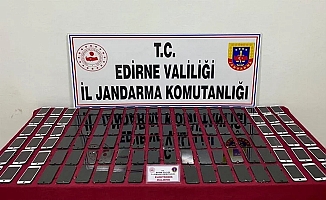 T.C.
EDİRNE VALİLİĞİ
İL JANDARMA KOMUTANLIĞI